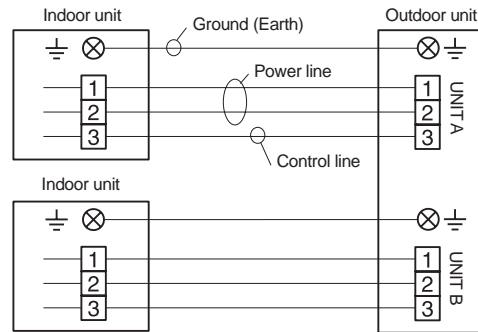 Indoor unit
Outdoor unit
Ground (Earth)
Power line
1
2
3
1
2
3
UNIT A
Control line
Indoor unit
1
2
3
1
2
3
UNIT B